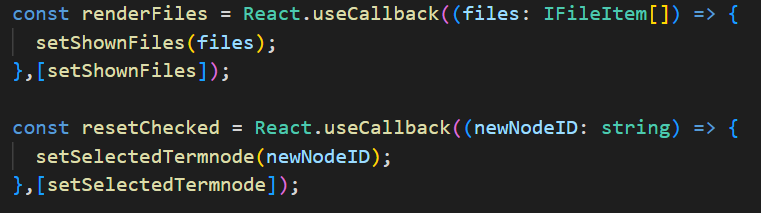 const renderFiles = React.useCallback((files: IFileItem[]) => {
  setShownFiles(files);
},[setShownFiles]);

const resetChecked = React.useCallback((newNodeID: string) => {
  setSelectedTermnode(newNodeID);
},[setSelectedTermnode]);